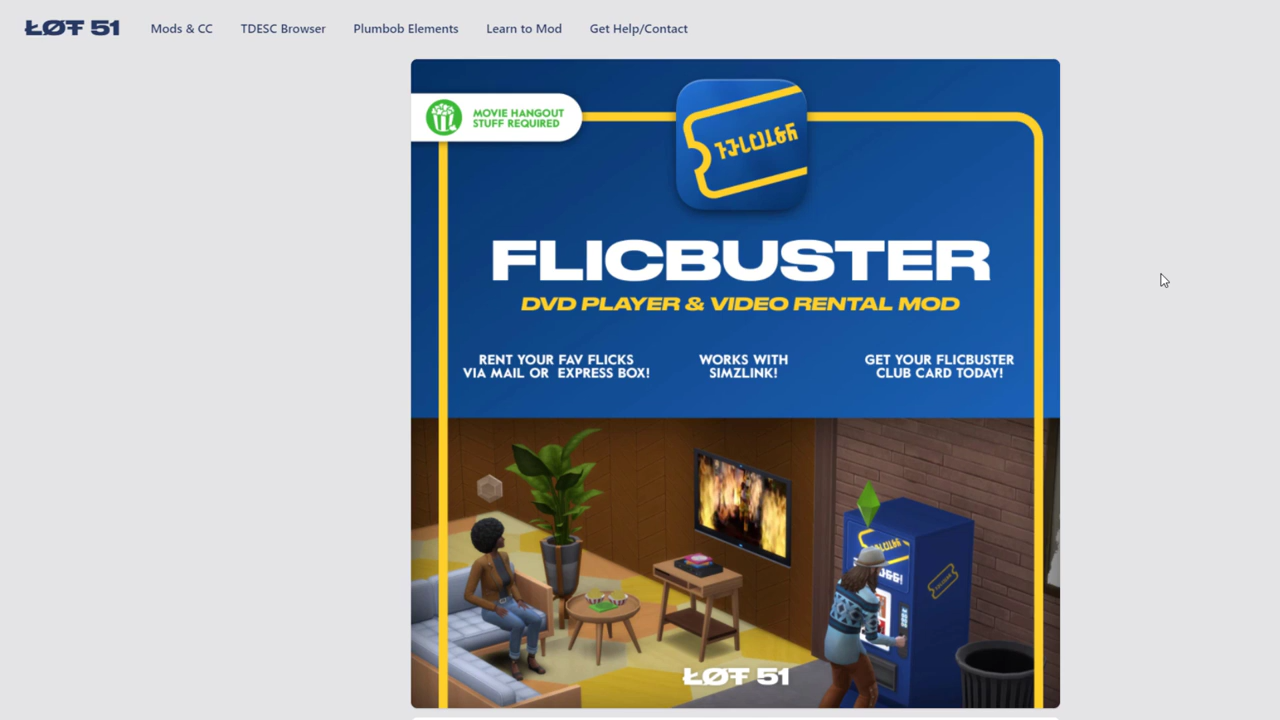 ŁØŦ 51
Mods & CC
TDESC Browser
Plumbob Elements
Learn to Mod
Get Help/Contact
MOVIE HANGOUT
STUFF REQUIRED
FLICBUSTER
DVD PLAYER & VIDEO RENTAL MOD
RENT YOUR FAV FLICKS
VIA MAIL OR EXPRESS BOX!
WORKS WITH
SIMZLINK!
GET YOUR FLICBUSTER
CLUB CARD TODAY!
ŁØŦ 51